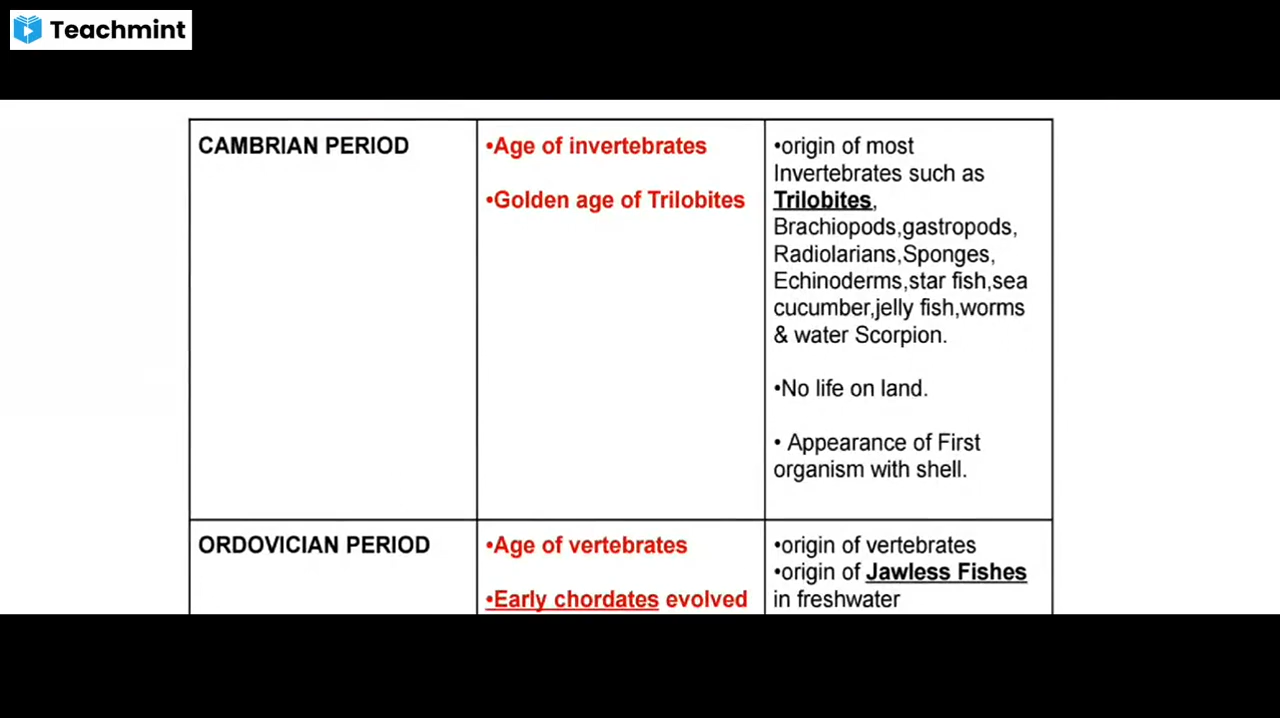 Teachmint
CAMBRIAN PERIOD
•Age of invertebrates
•Golden age of Trilobites
•origin of most
Invertebrates such as
Trilobites,
Brachiopods,gastropods,
Radiolarians,Sponges,
Echinoderms,star fish,sea
cucumber,jelly fish,worms
& water Scorpion.
•No life on land.
• Appearance of First
organism with shell.
ORDOVICIAN PERIOD
•Age of vertebrates
•Early chordates evolved
•origin of vertebrates
•origin of Jawless Fishes
in freshwater